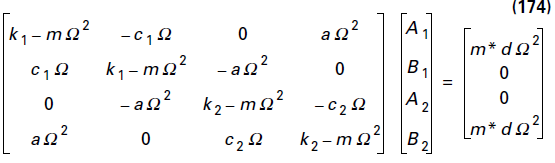 (174)
[k₁ – mΩ² –c₁Ω 0 aΩ²] [A₁] [m* dΩ²]
[c₁Ω k₁ – mΩ² –aΩ² 0] [B₁] = [0]
[0 –aΩ² k₂ – mΩ² –c₂Ω] [A₂] [0]
[aΩ² 0 c₂Ω k₂ – mΩ²] [B₂] [m* dΩ²]